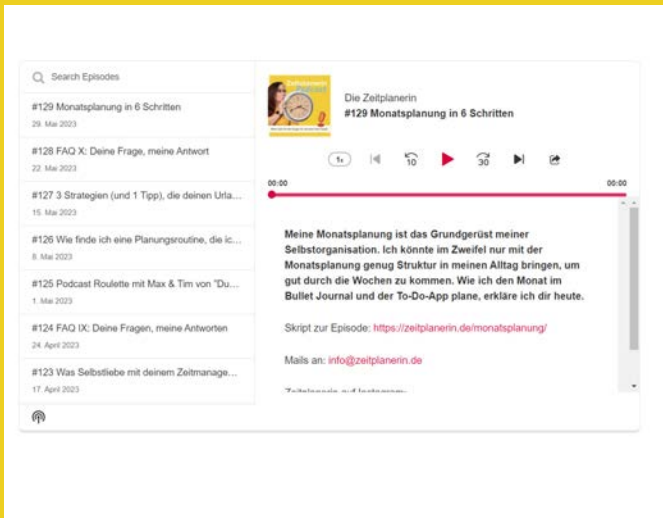 Search Episodes
#129 Monatsplanung in 6 Schritten
29. Mai 2023
#128 FAQ X: Deine Frage, meine Antwort
22. Mai 2023
#127 3 Strategien (und 1 Tipp), die deinen Urla...
15. Mai 2023
#126 Wie finde ich eine Planungsroutine, die ic...
8. Mai 2023
#125 Podcast Roulette mit Max & Tim von "Du...
1. Mai 2023
#124 FAQ IX: Deine Fragen, meine Antworten
24. April 2023
#123 Was Selbstliebe mit deinem Zeitmanage...
17. April 2023
Zeitplanerin
Podcast
Die Zeitplanerin
#129 Monatsplanung in 6 Schritten
1x
10
30
00:00
00:00
Meine Monatsplanung ist das Grundgerüst meiner
Selbstorganisation. Ich könnte im Zweifel nur mit der
Monatsplanung genug Struktur in meinen Alltag bringen, um
gut durch die Wochen zu kommen. Wie ich den Monat im
Bullet Journal und der To-Do-App plane, erkläre ich dir heute.
Skript zur Episode: https://zeitplanerin.de/monatsplanung/
Mails an: info@zeitplanerin.de
Zeitplanerin auf Instagram: